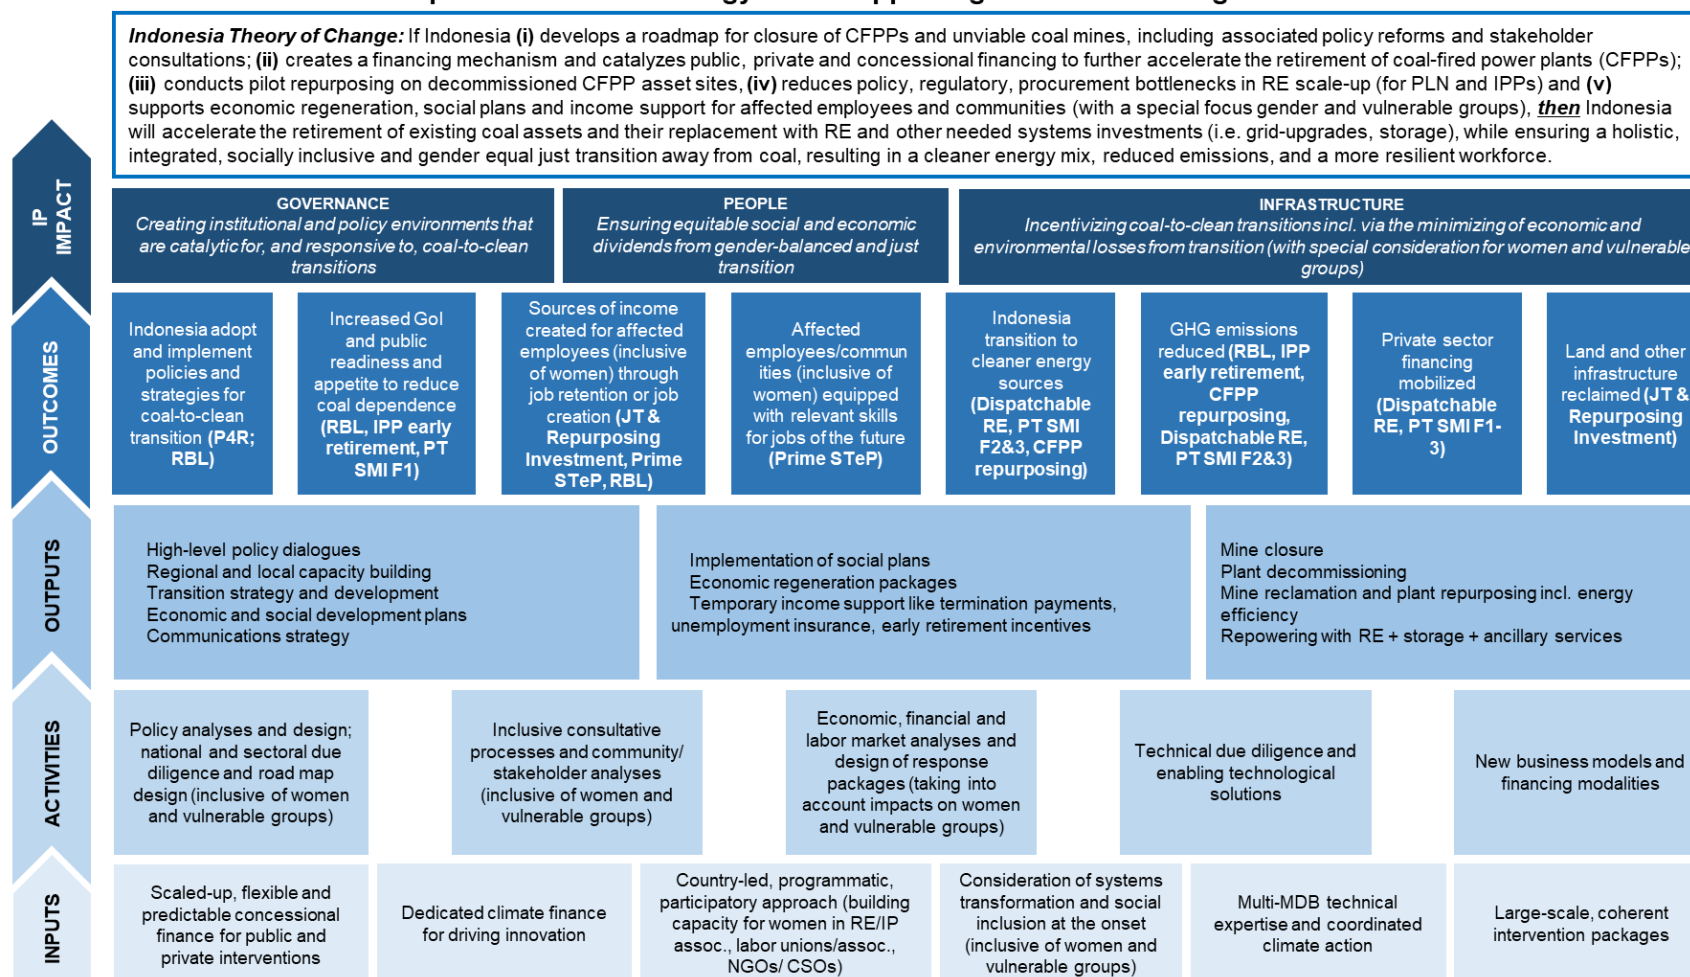 Indonesia Theory of Change: If Indonesia (i) develops a roadmap for closure of CFPPs and unviable coal mines, including associated policy reforms and stakeholder
consultations; (ii) creates a financing mechanism and catalyzes public, private and concessional financing to further accelerate the retirement of coal-fired power plants (CFPPs);
(iii) conducts pilot repurposing on decommissioned CFPP asset sites, (iv) reduces policy, regulatory, procurement bottlenecks in RE scale-up (for PLN and IPPs) and (v)
supports economic regeneration, social plans and income support for affected employees and communities (with a special focus gender and vulnerable groups), then Indonesia
will accelerate the retirement of existing coal assets and their replacement with RE and other needed systems investments (i.e. grid-upgrades, storage), while ensuring a holistic,
integrated, socially inclusive and gender equal just transition away from coal, resulting in a cleaner energy mix, reduced emissions, and a more resilient workforce.
IP
IMPACT
GOVERNANCE
Creating institutional and policy environments that
are catalytic for, and responsive to, coal-to-clean
transitions
PEOPLE
Ensuring equitable social and economic
dividends from gender-balanced and just
transition
INFRASTRUCTURE
Incentivizing coal-to-clean transitions incl. via the minimizing of economic and
environmental losses from transition (with special consideration for women and vulnerable
groups)
OUTCOMES
Indonesia adopt
and implement
policies and
strategies for
coal-to-clean
transition (P4R;
RBL)
Increased GoI
and public
readiness and
appetite to reduce
coal dependence
(RBL, IPP early
retirement, PT
SMI F1)
Sources of income
created for affected
employees (inclusive
of women) through
job retention or job
creation (JT &
Repurposing
Investment, Prime
STeP, RBL)
Affected
employees/commun
ities (inclusive of
women) equipped
with relevant skills
for jobs of the future
(Prime STeP)
Indonesia
transition to
cleaner energy
sources
(Dispatchable
RE, PT SMI
F2&3, CFPP
repurposing)
GHG emissions
reduced (RBL, IPP
early retirement,
CFPP
repurposing,
Dispatchable RE,
PT SMI F2&3)
Private sector
financing
mobilized
(Dispatchable
RE, PT SMI F1-
3)
Land and other
infrastructure
reclaimed (JT &
Repurposing
Investment)
OUTPUTS
High-level policy dialogues
Regional and local capacity building
Transition strategy and development
Economic and social development plans
Communications strategy
Implementation of social plans
Economic regeneration packages
Temporary income support like termination payments,
unemployment insurance, early retirement incentives
Mine closure
Plant decommissioning
Mine reclamation and plant repurposing incl. energy
efficiency
Repowering with RE + storage + ancillary services
ACTIVITIES
Policy analyses and design;
national and sectoral due
diligence and road map
design (inclusive of women
and vulnerable groups)
Inclusive consultative
processes and community/
stakeholder analyses
(inclusive of women and
vulnerable groups)
Economic, financial and
labor market analyses and
design of response
packages (taking into
account impacts on women
and vulnerable groups)
Technical due diligence and
enabling technological
solutions
New business models and
financing modalities
INPUTS
Scaled-up, flexible and
predictable concessional
finance for public and
private interventions
Dedicated climate finance
for driving innovation
Country-led, programmatic,
participatory approach (building
capacity for women in RE/IP
assoc., labor unions/assoc.,
NGOs/ CSOs)
Consideration of systems
transformation and social
inclusion at the onset
(inclusive of women and
vulnerable groups)
Multi-MDB technical
expertise and coordinated
climate action
Large-scale, coherent
intervention packages